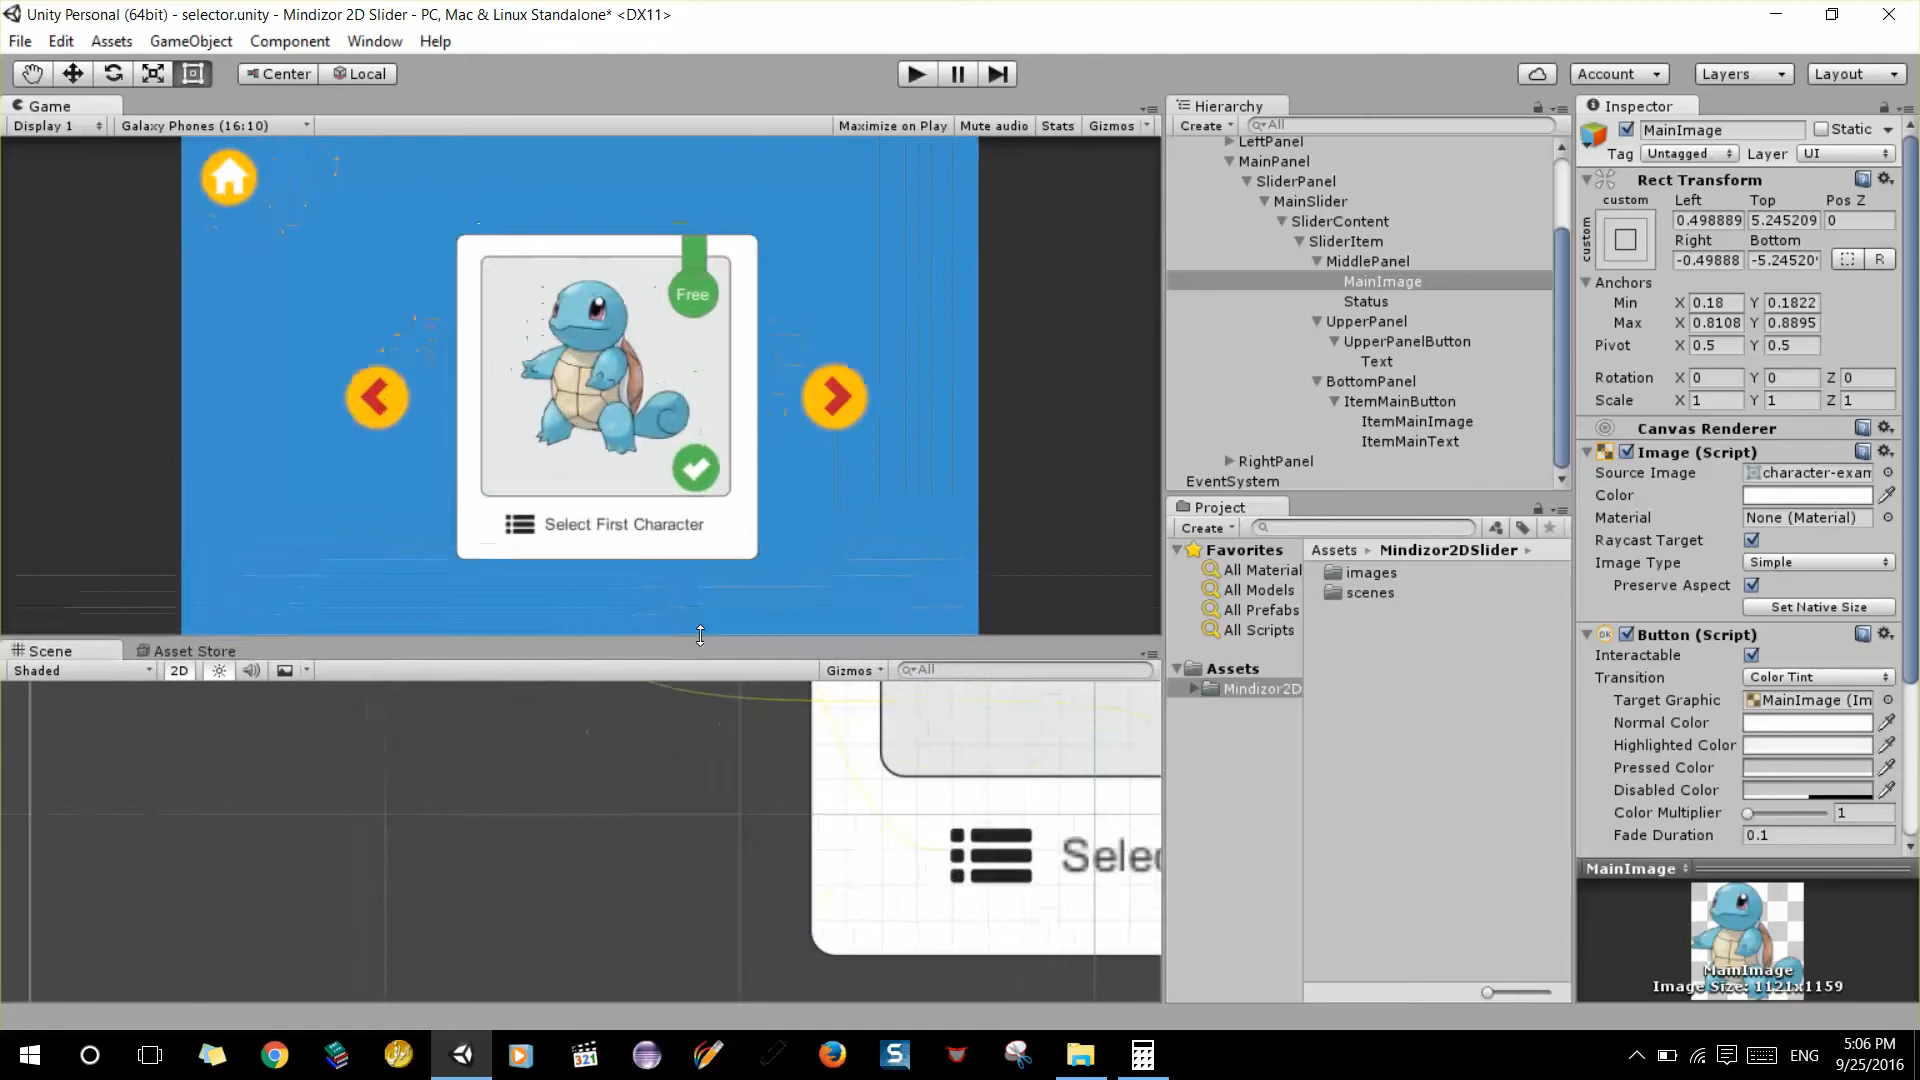 Unity Personal (64bit) - selector.unity - Mindizor 2D Slider - PC, Mac & Linux Standalone* <DX11>
File Edit Assets GameObject Component Window Help
Center Local Account Layers Layout
Game
Display 1 Galaxy Phones (16:10) Maximize on Play Mute audio Stats Gizmos
Free
Select First Character
Scene Asset Store
Shaded 2D Gizmos All
Selec
Hierarchy
Create All
LeftPanel
MainPanel
SliderPanel
MainSlider
SliderContent
SliderItem
MiddlePanel
MainImage
Status
UpperPanel
UpperPanelButton
Text
BottomPanel
ItemMainButton
ItemMainImage
ItemMainText
RightPanel
EventSystem
Project
Create
Favorites
All Material
All Models
All Prefabs
All Scripts
Assets
Mindizor2D
Assets Mindizor2DSlider
images
scenes
Inspector
MainImage Static
Tag Untagged Layer UI
Rect Transform
custom Left Top Pos Z
custom
0.498889 5.245209 0
Right Bottom
-0.49888 -5.24520 R
Anchors
Min X 0.18 Y 0.1822
Max X 0.8108 Y 0.8895
Pivot X 0.5 Y 0.5
Rotation X 0 Y 0 Z 0
Scale X 1 Y 1 Z 1
Canvas Renderer
Image (Script)
Source Image character-exam
Color
Material None (Material)
Raycast Target
Image Type Simple
Preserve Aspect
Set Native Size
OK Button (Script)
Interactable
Transition Color Tint
Target Graphic MainImage (Im
Normal Color
Highlighted Color
Pressed Color
Disabled Color
Color Multiplier 1
Fade Duration 0.1
MainImage
MainImage
Image Size: 1121x1159
321
S
ENG
5:06 PM
9/25/2016